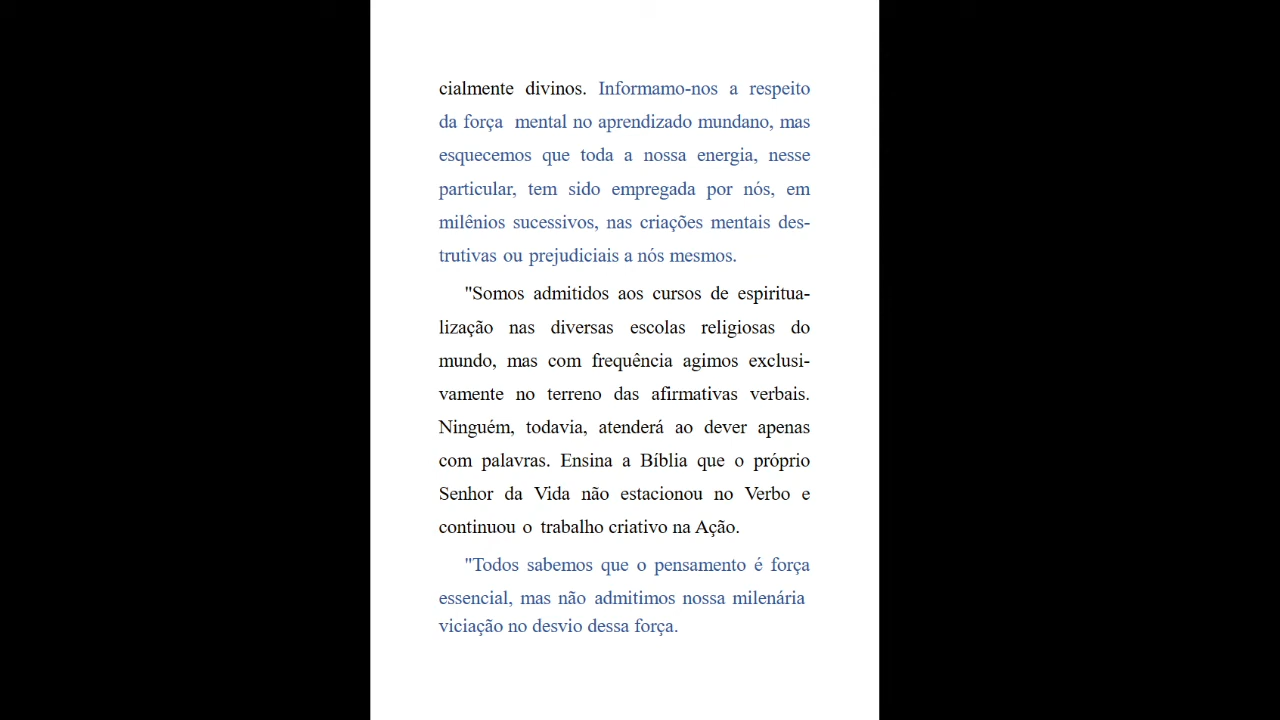 cialmente divinos. Informamo-nos a respeito
da força mental no aprendizado mundano, mas
esquecemos que toda a nossa energia, nesse
particular, tem sido empregada por nós, em
milênios sucessivos, nas criações mentais des-
trutivas ou prejudiciais a nós mesmos.
"Somos admitidos aos cursos de espiritua-
lização nas diversas escolas religiosas do
mundo, mas com frequência agimos exclusi-
vamente no terreno das afirmativas verbais.
Ninguém, todavia, atenderá ao dever apenas
com palavras. Ensina a Bíblia que o próprio
Senhor da Vida não estacionou no Verbo e
continuou o trabalho criativo na Ação.
"Todos sabemos que o pensamento é força
essencial, mas não admitimos nossa milenária
viciação no desvio dessa força.